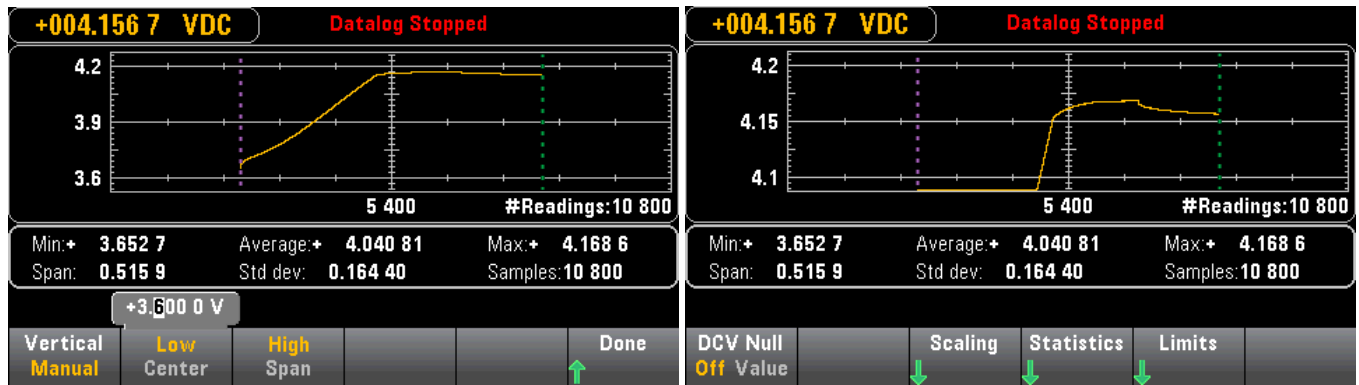 +004.156 7 VDC Datalog Stopped
4.2
3.9
3.6
5 400 #Readings:10 800
Min:+ 3.652 7 Average:+ 4.040 81 Max:+ 4.168 6
Span: 0.515 9 Std dev: 0.164 40 Samples:10 800
+3.600 0 V
Vertical Low High Done
Manual Center Span
+004.156 7 VDC Datalog Stopped
4.2
4.15
4.1
5 400 #Readings:10 800
Min:+ 3.652 7 Average:+ 4.040 81 Max:+ 4.168 6
Span: 0.515 9 Std dev: 0.164 40 Samples:10 800
DCV Null Scaling Statistics Limits
Off Value